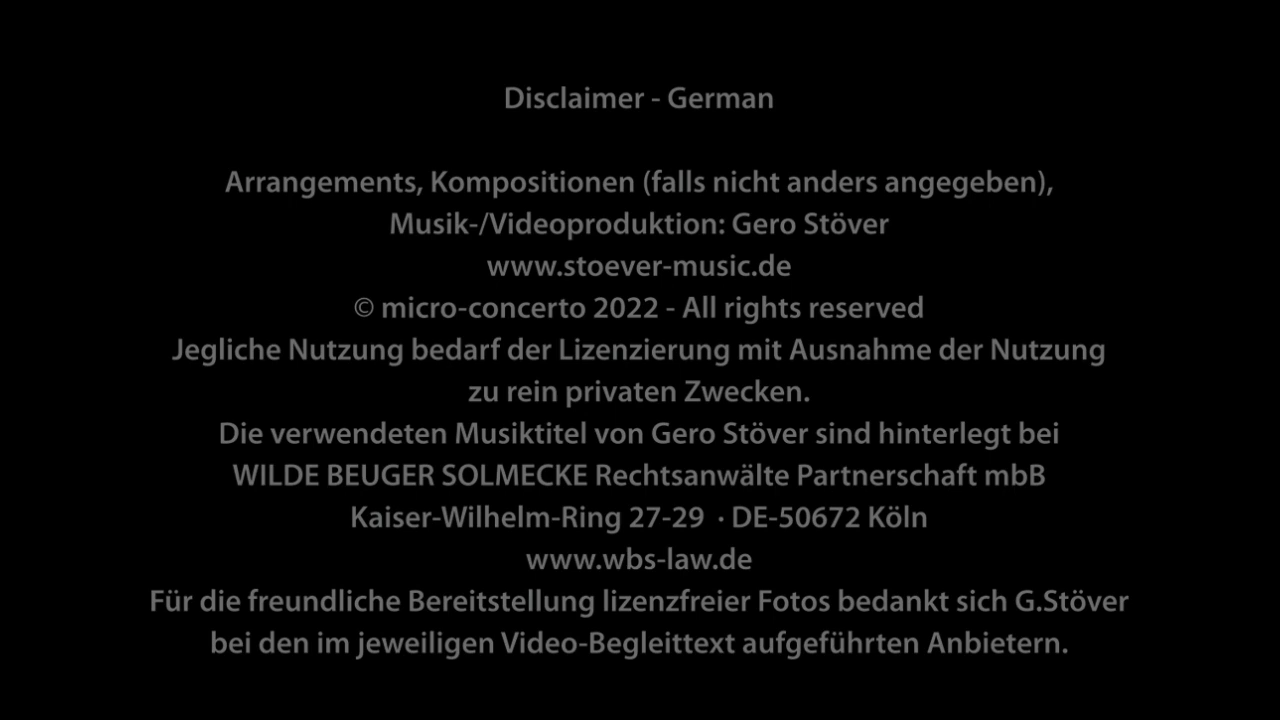 Disclaimer - German
Arrangements, Kompositionen (falls nicht anders angegeben),
Musik-/Videoproduktion: Gero Stöver
www.stoever-music.de
© micro-concerto 2022 - All rights reserved
Jegliche Nutzung bedarf der Lizenzierung mit Ausnahme der Nutzung
zu rein privaten Zwecken.
Die verwendeten Musiktitel von Gero Stöver sind hinterlegt bei
WILDE BEUGER SOLMECKE Rechtsanwälte Partnerschaft mbB
Kaiser-Wilhelm-Ring 27-29 · DE-50672 Köln
www.wbs-law.de
Für die freundliche Bereitstellung lizenzfreier Fotos bedankt sich G.Stöver
bei den im jeweiligen Video-Begleittext aufgeführten Anbietern.